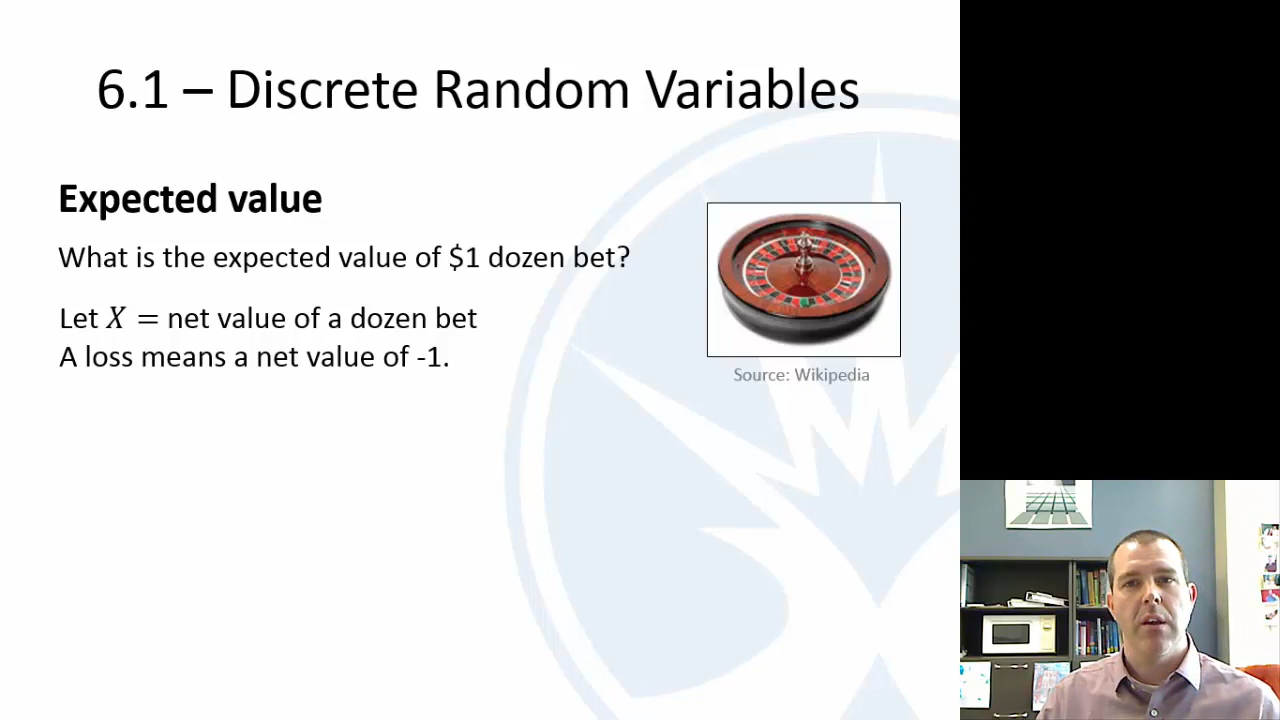 6.1 – Discrete Random Variables
Expected value
What is the expected value of $1 dozen bet?
Let X = net value of a dozen bet
A loss means a net value of -1.
Source: Wikipedia